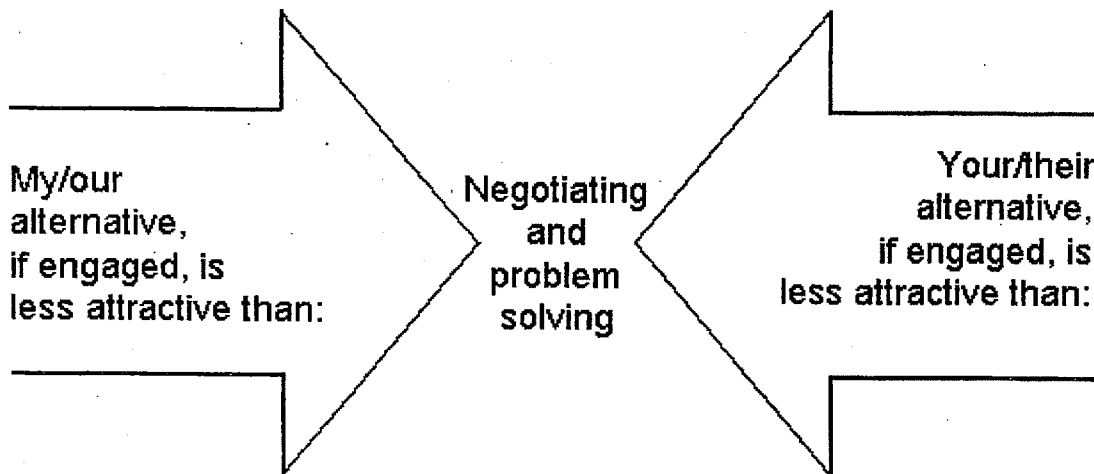 My/our
alternative,
if engaged, is
less attractive than:
Negotiating
and
problem
solving
Your/their
alternative,
if engaged, is
less attractive than: